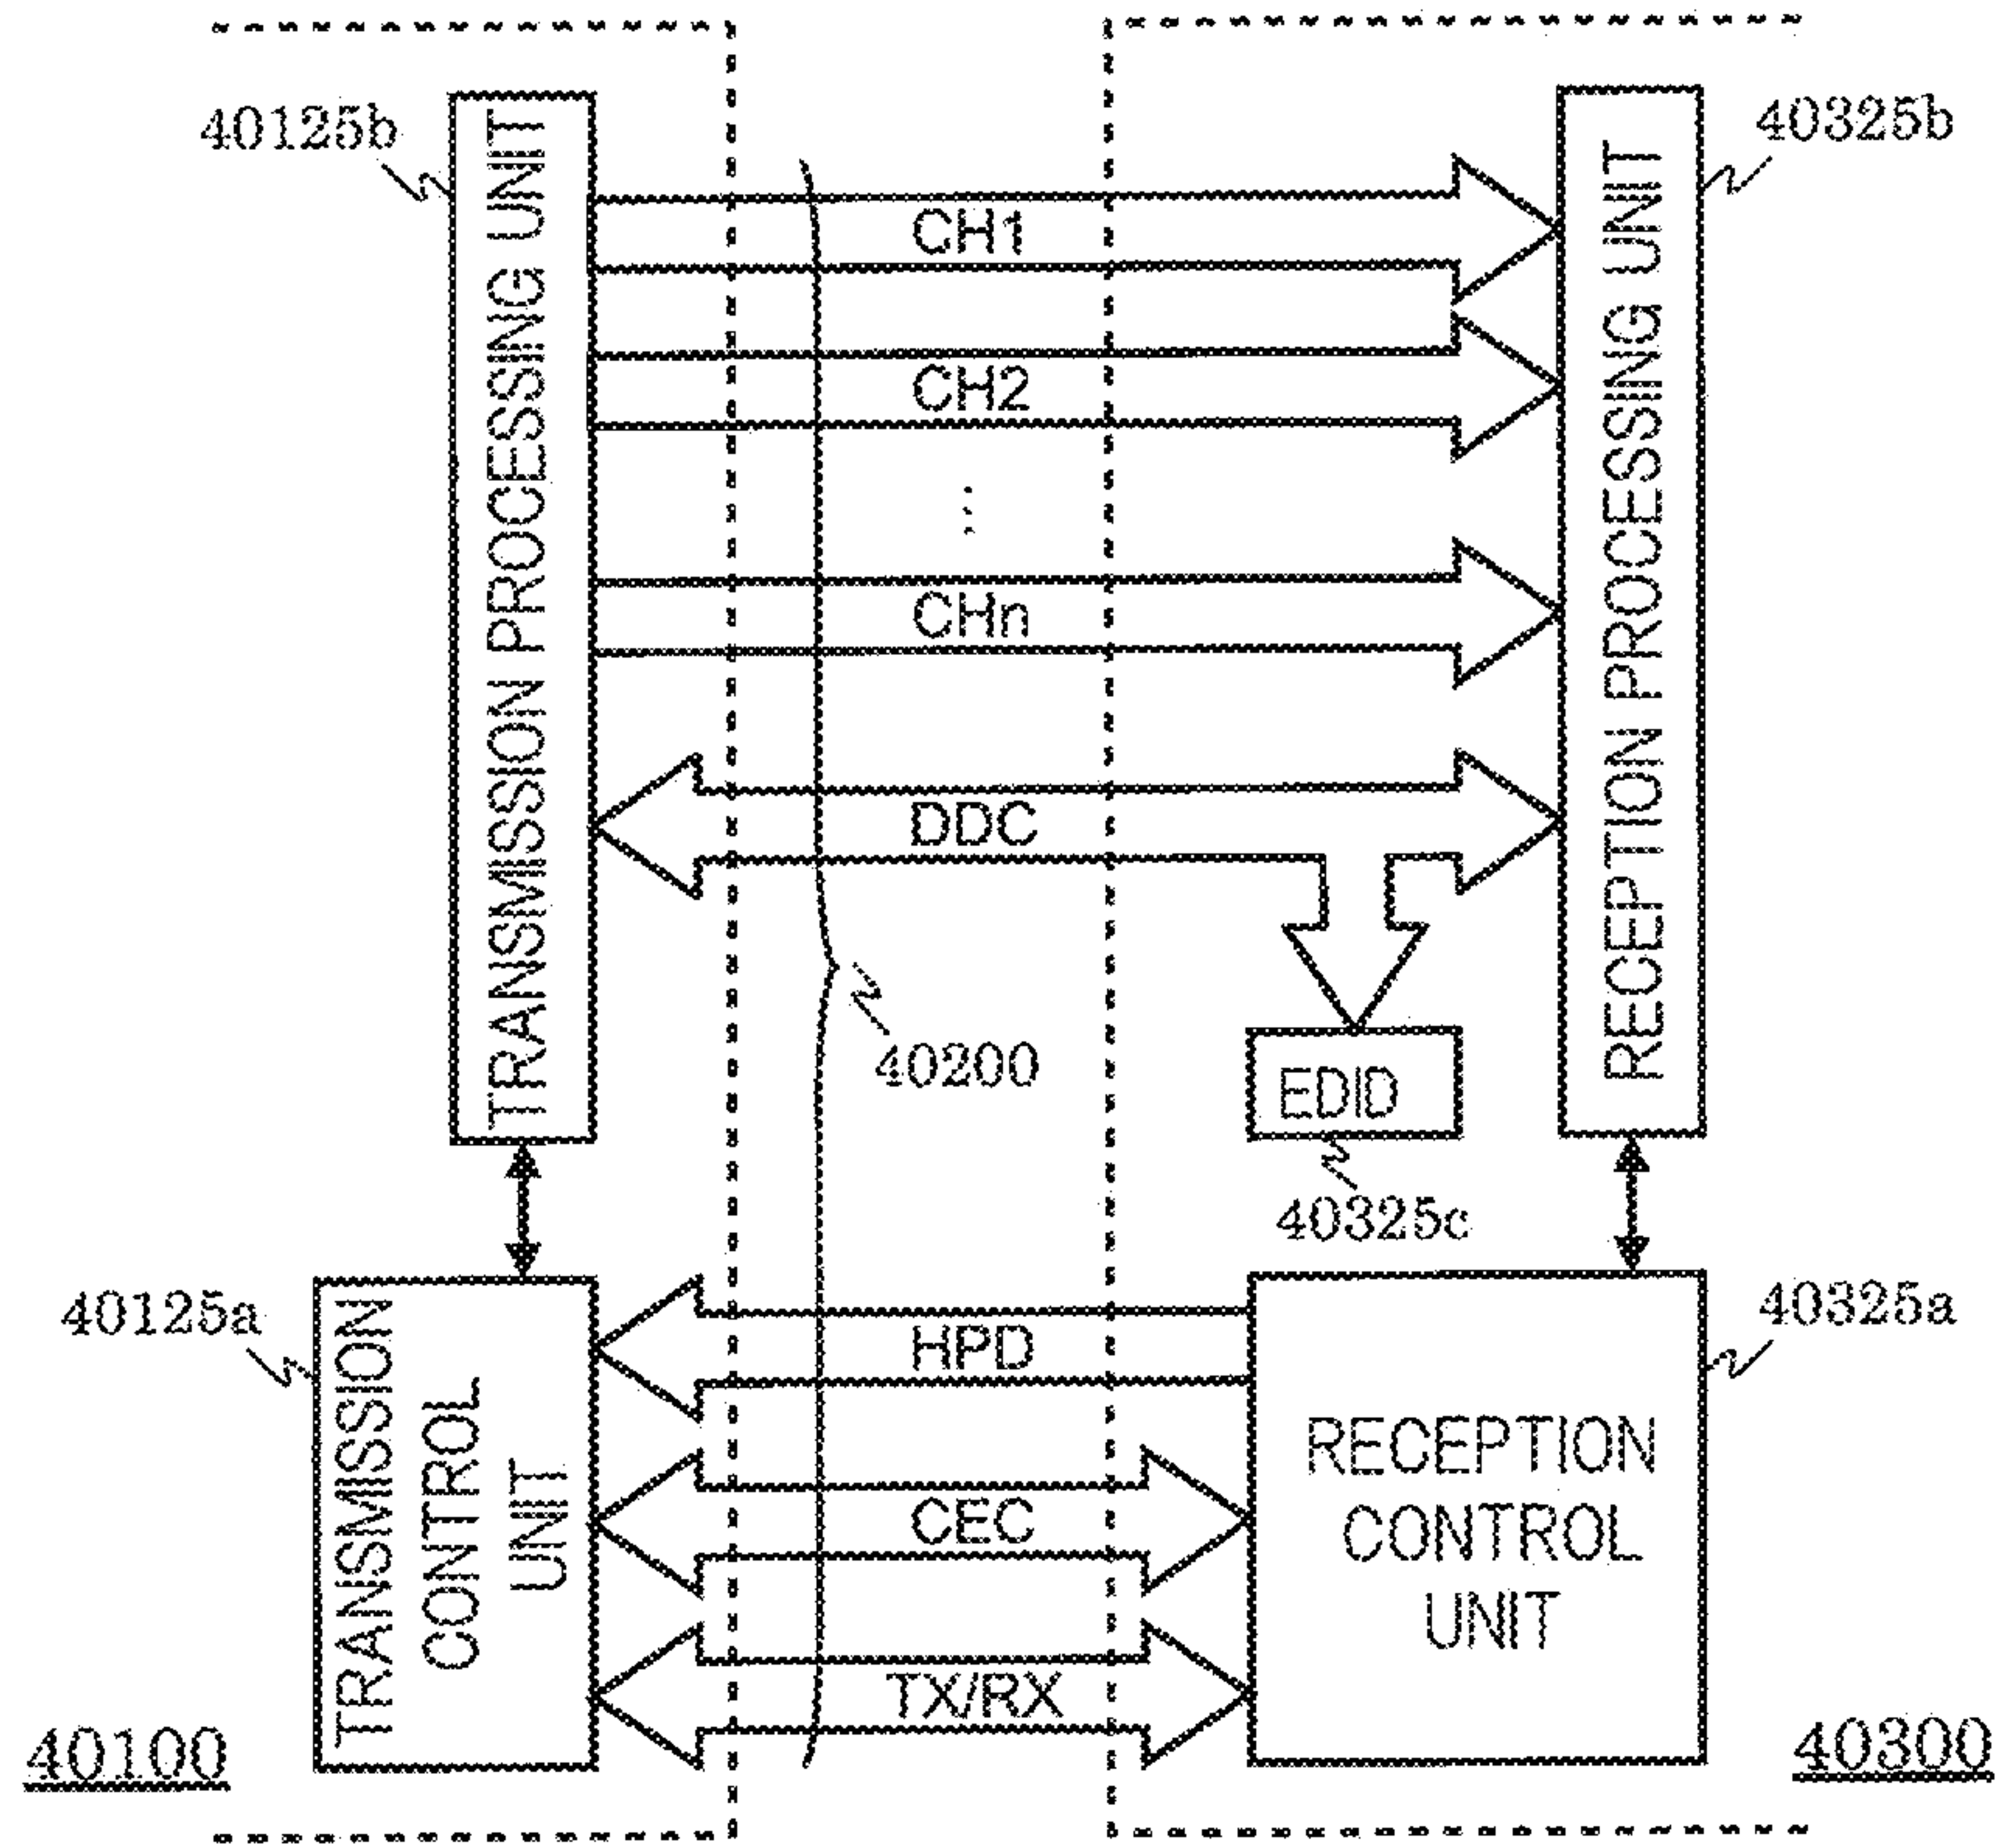 40125b
TRANSMISSION PROCESSING UNIT
CH1
CH2
...
CHn
DDC
40325b
RECEPTION PROCESSING UNIT
40200
EDID
40325c
40125a
TRANSMISSION
CONTROL
UNIT
HPD
CEC
TX/RX
40325a
RECEPTION
CONTROL
UNIT
40100
40300